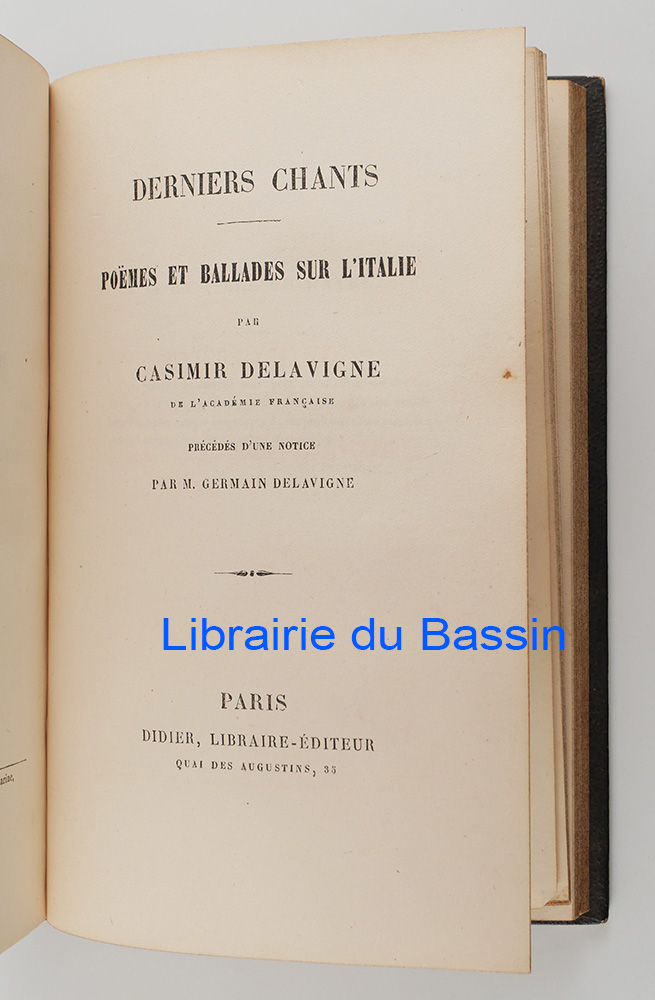 DERNIERS CHANTS
POËMES ET BALLADES SUR L'ITALIE
PAR
CASIMIR DELAVIGNE
DE L'ACADÉMIE FRANÇAISE
PRÉCÉDÉS D'UNE NOTICE
PAR M. GERMAIN DELAVIGNE
Librairie du Bassin
PARIS
DIDIER, LIBRAIRE-ÉDITEUR
QUAI DES AUGUSTINS, 35